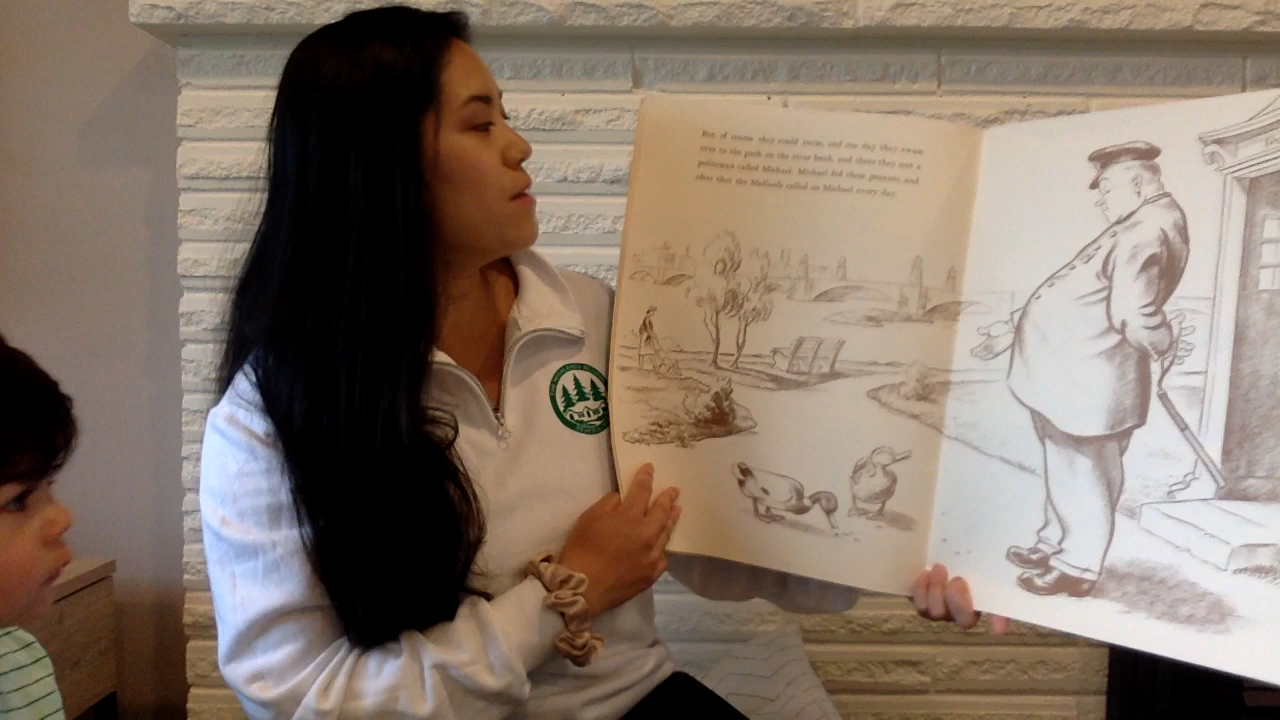 But of course they could swim, and one day they swam
over to the path on the river bank, and there they met a
policeman called Michael. Michael fed them peanuts, and
after that the Mallards called on Michael every day.